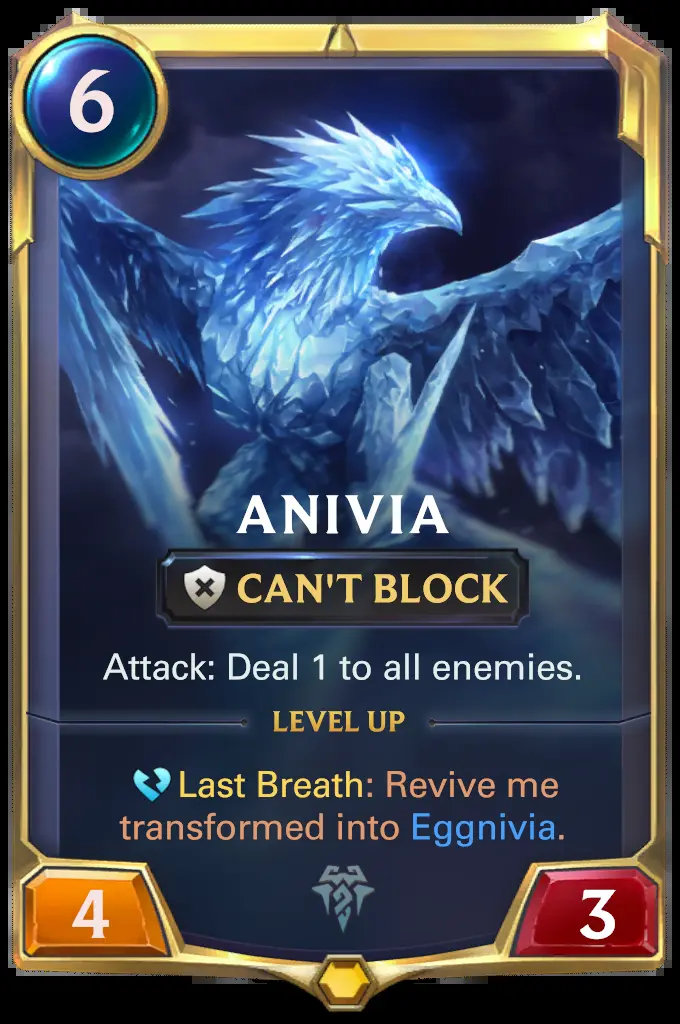 6
ANIVIA
CAN'T BLOCK
Attack: Deal 1 to all enemies.
LEVEL UP
Last Breath: Revive me
transformed into Eggnivia.
4
3